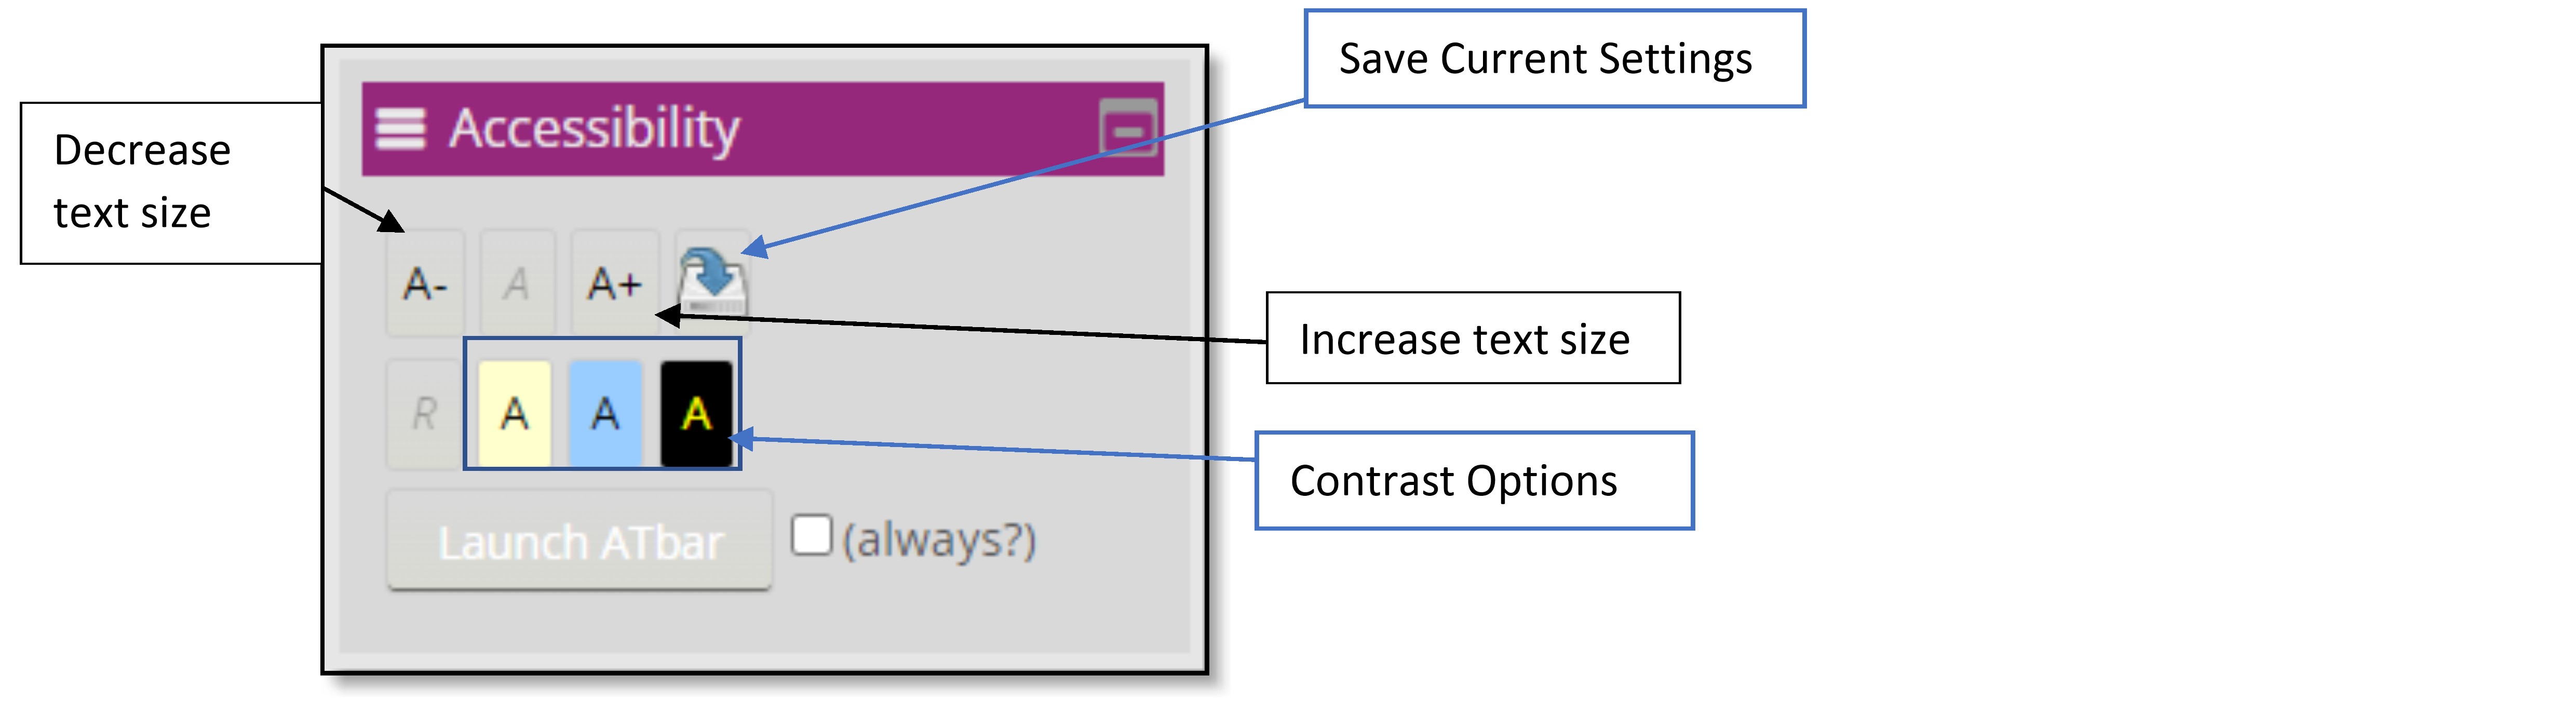 Save Current Settings
Accessibility
Decrease
text size
A- A A+
Increase text size
R A A A
Contrast Options
Launch ATbar (always?)